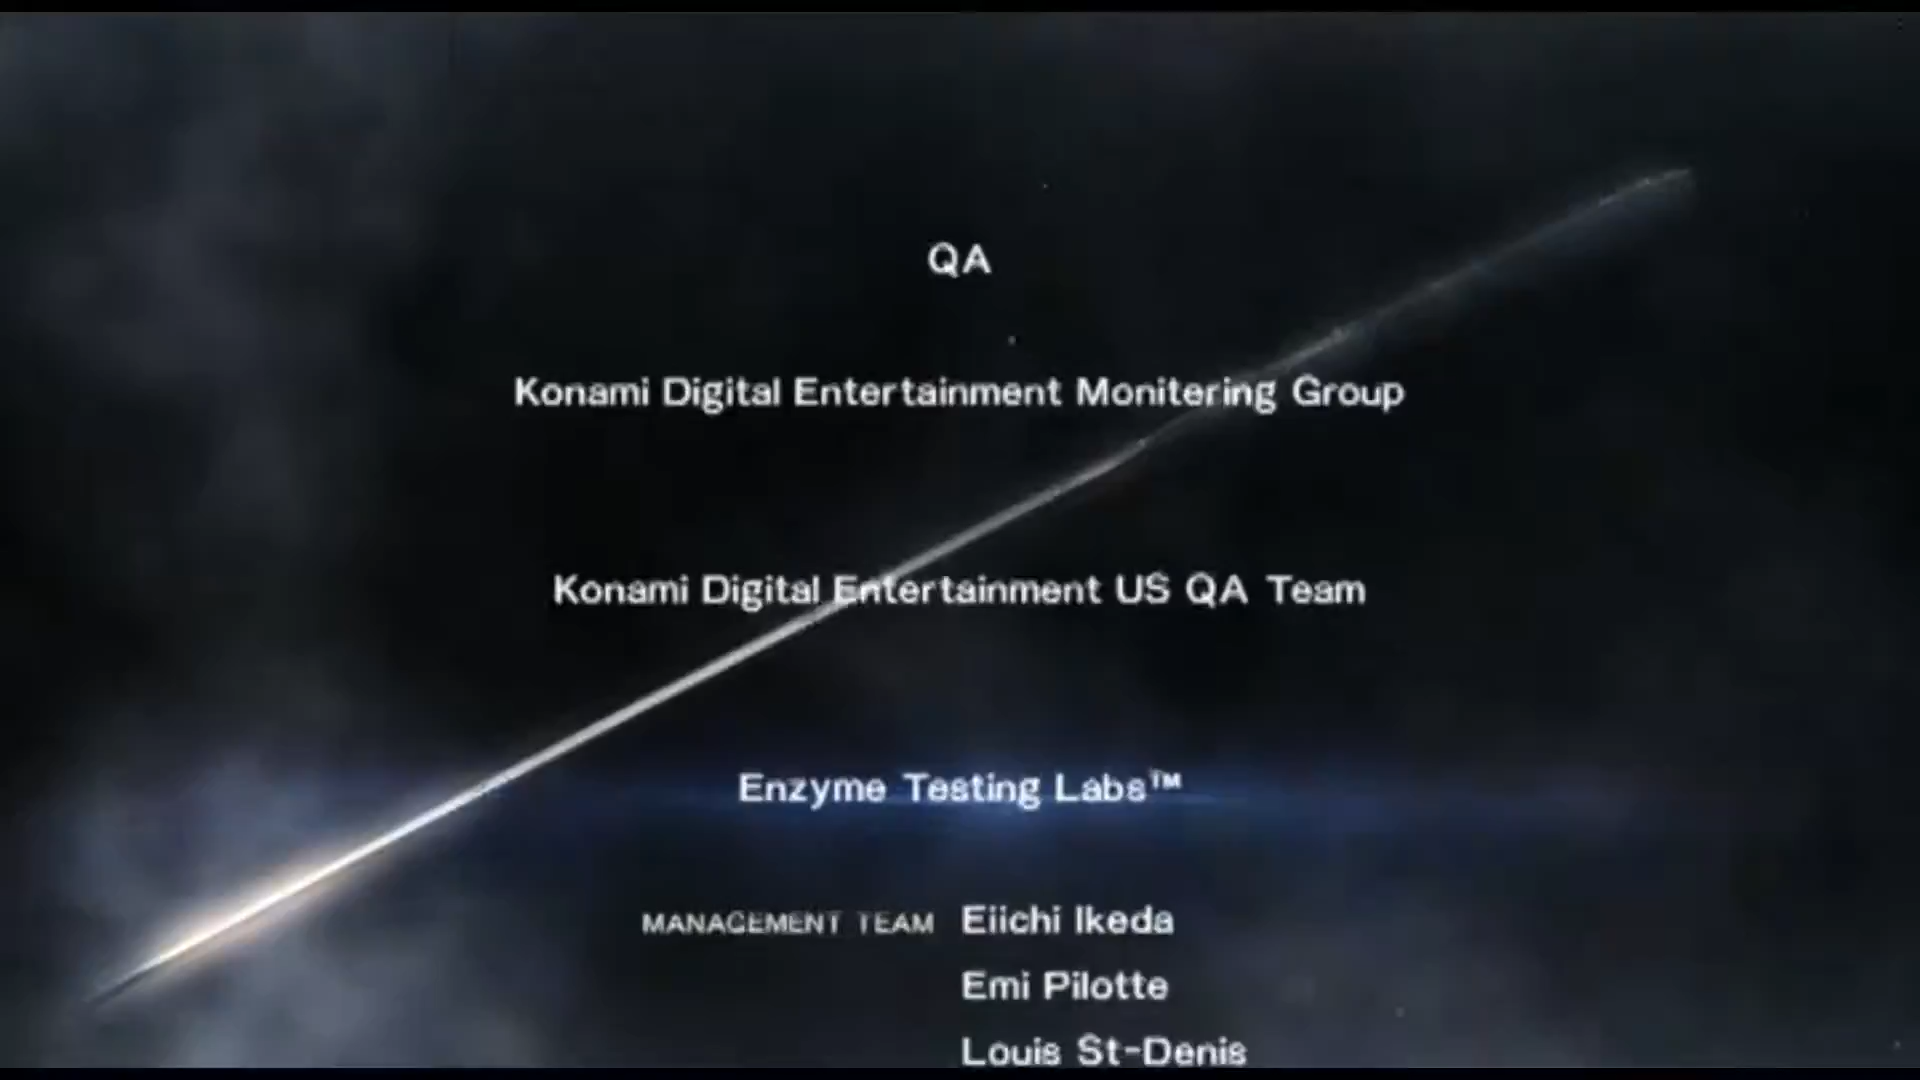 QA
Konami Digital Entertainment Monitering Group
Konami Digital Entertainment US QA Team
Enzyme Testing Labs™
MANAGEMENT TEAM Eiichi Ikeda
Emi Pilotte
Louis St-Denis